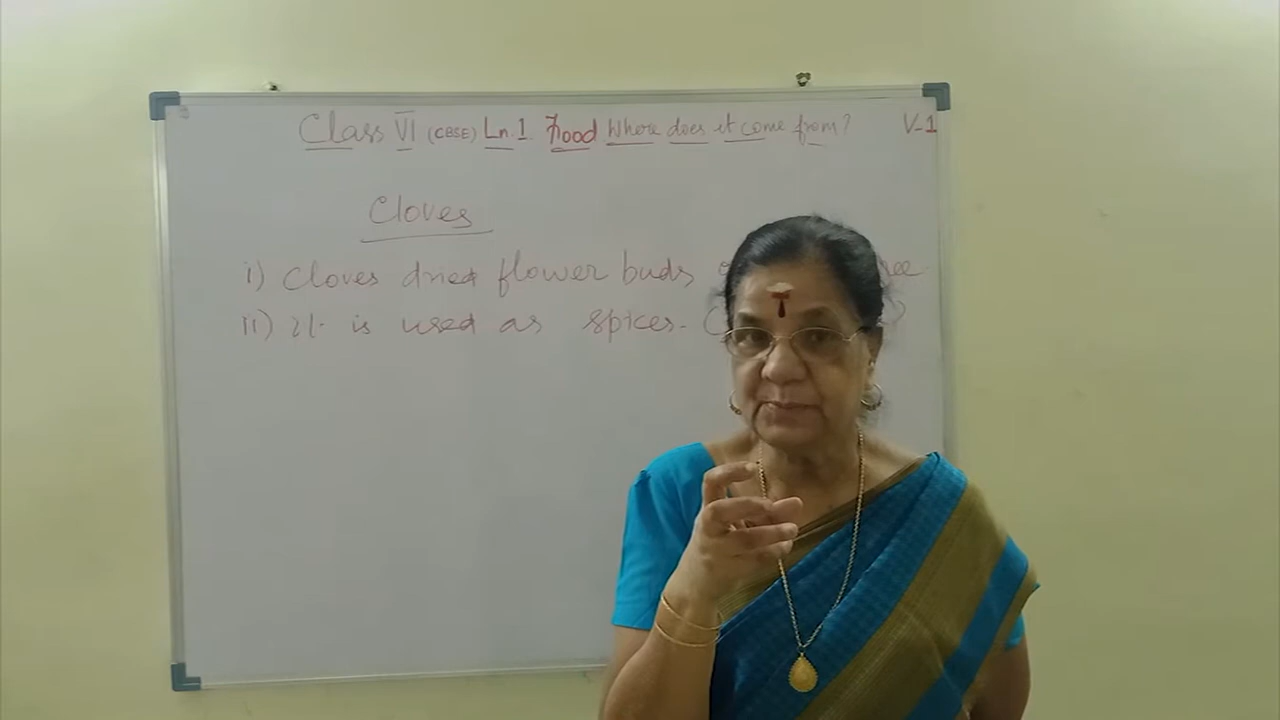 Class VI (CBSE) Ln.1 Food Where does it come from? V-1
Cloves
i) Cloves dried flower buds
ii) It is used as spices.